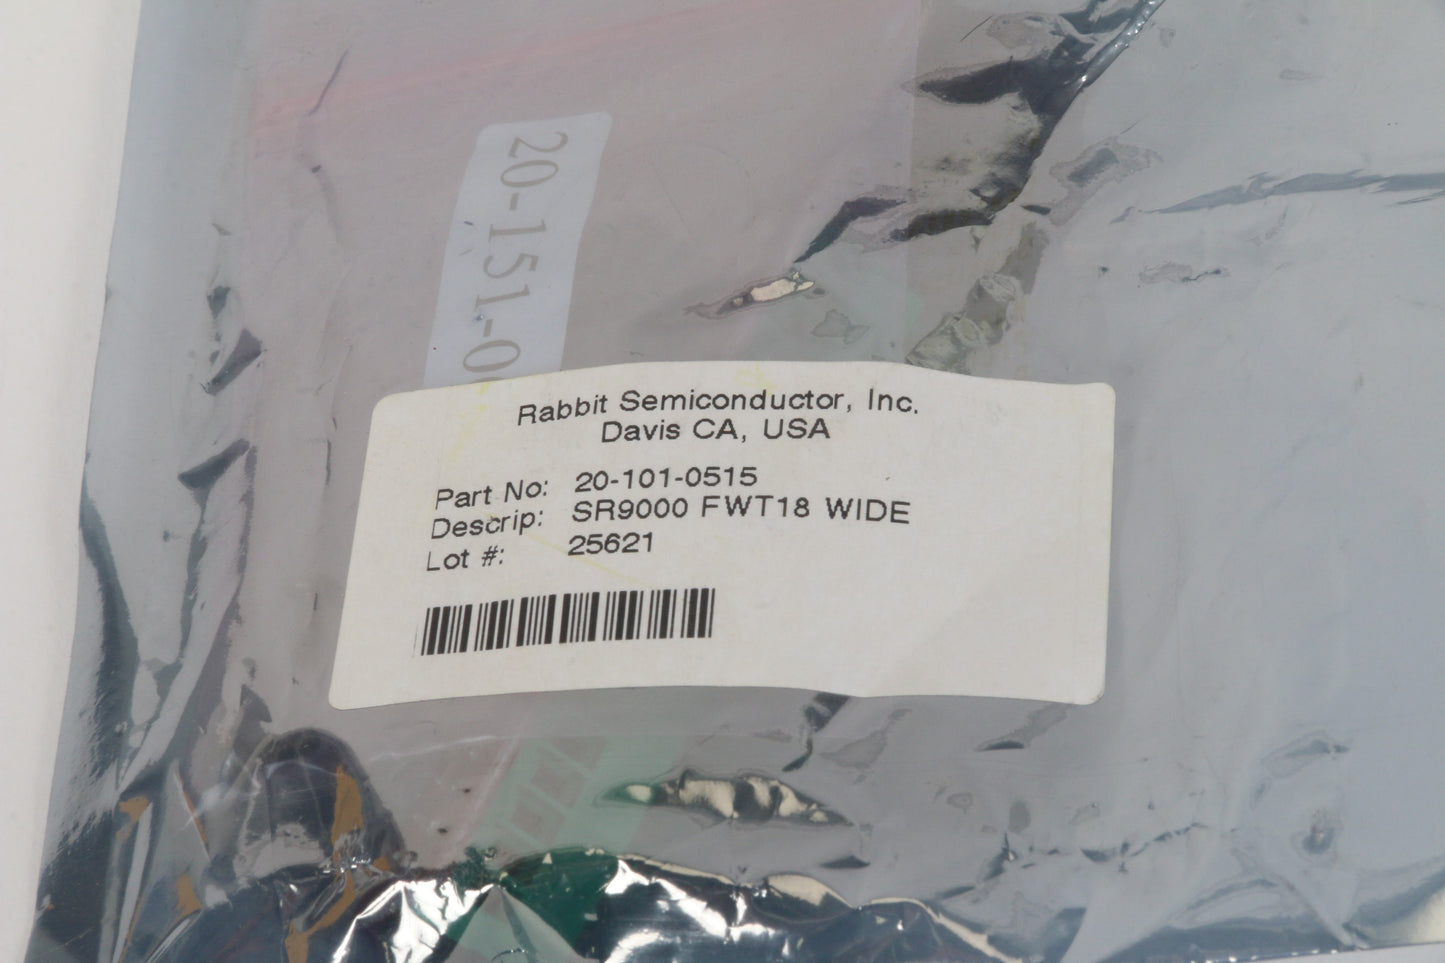 20-151-0
Rabbit Semiconductor, Inc.
Davis CA, USA
Part No: 20-101-0515
Descrip: SR9000 FWT18 WIDE
Lot #: 25621